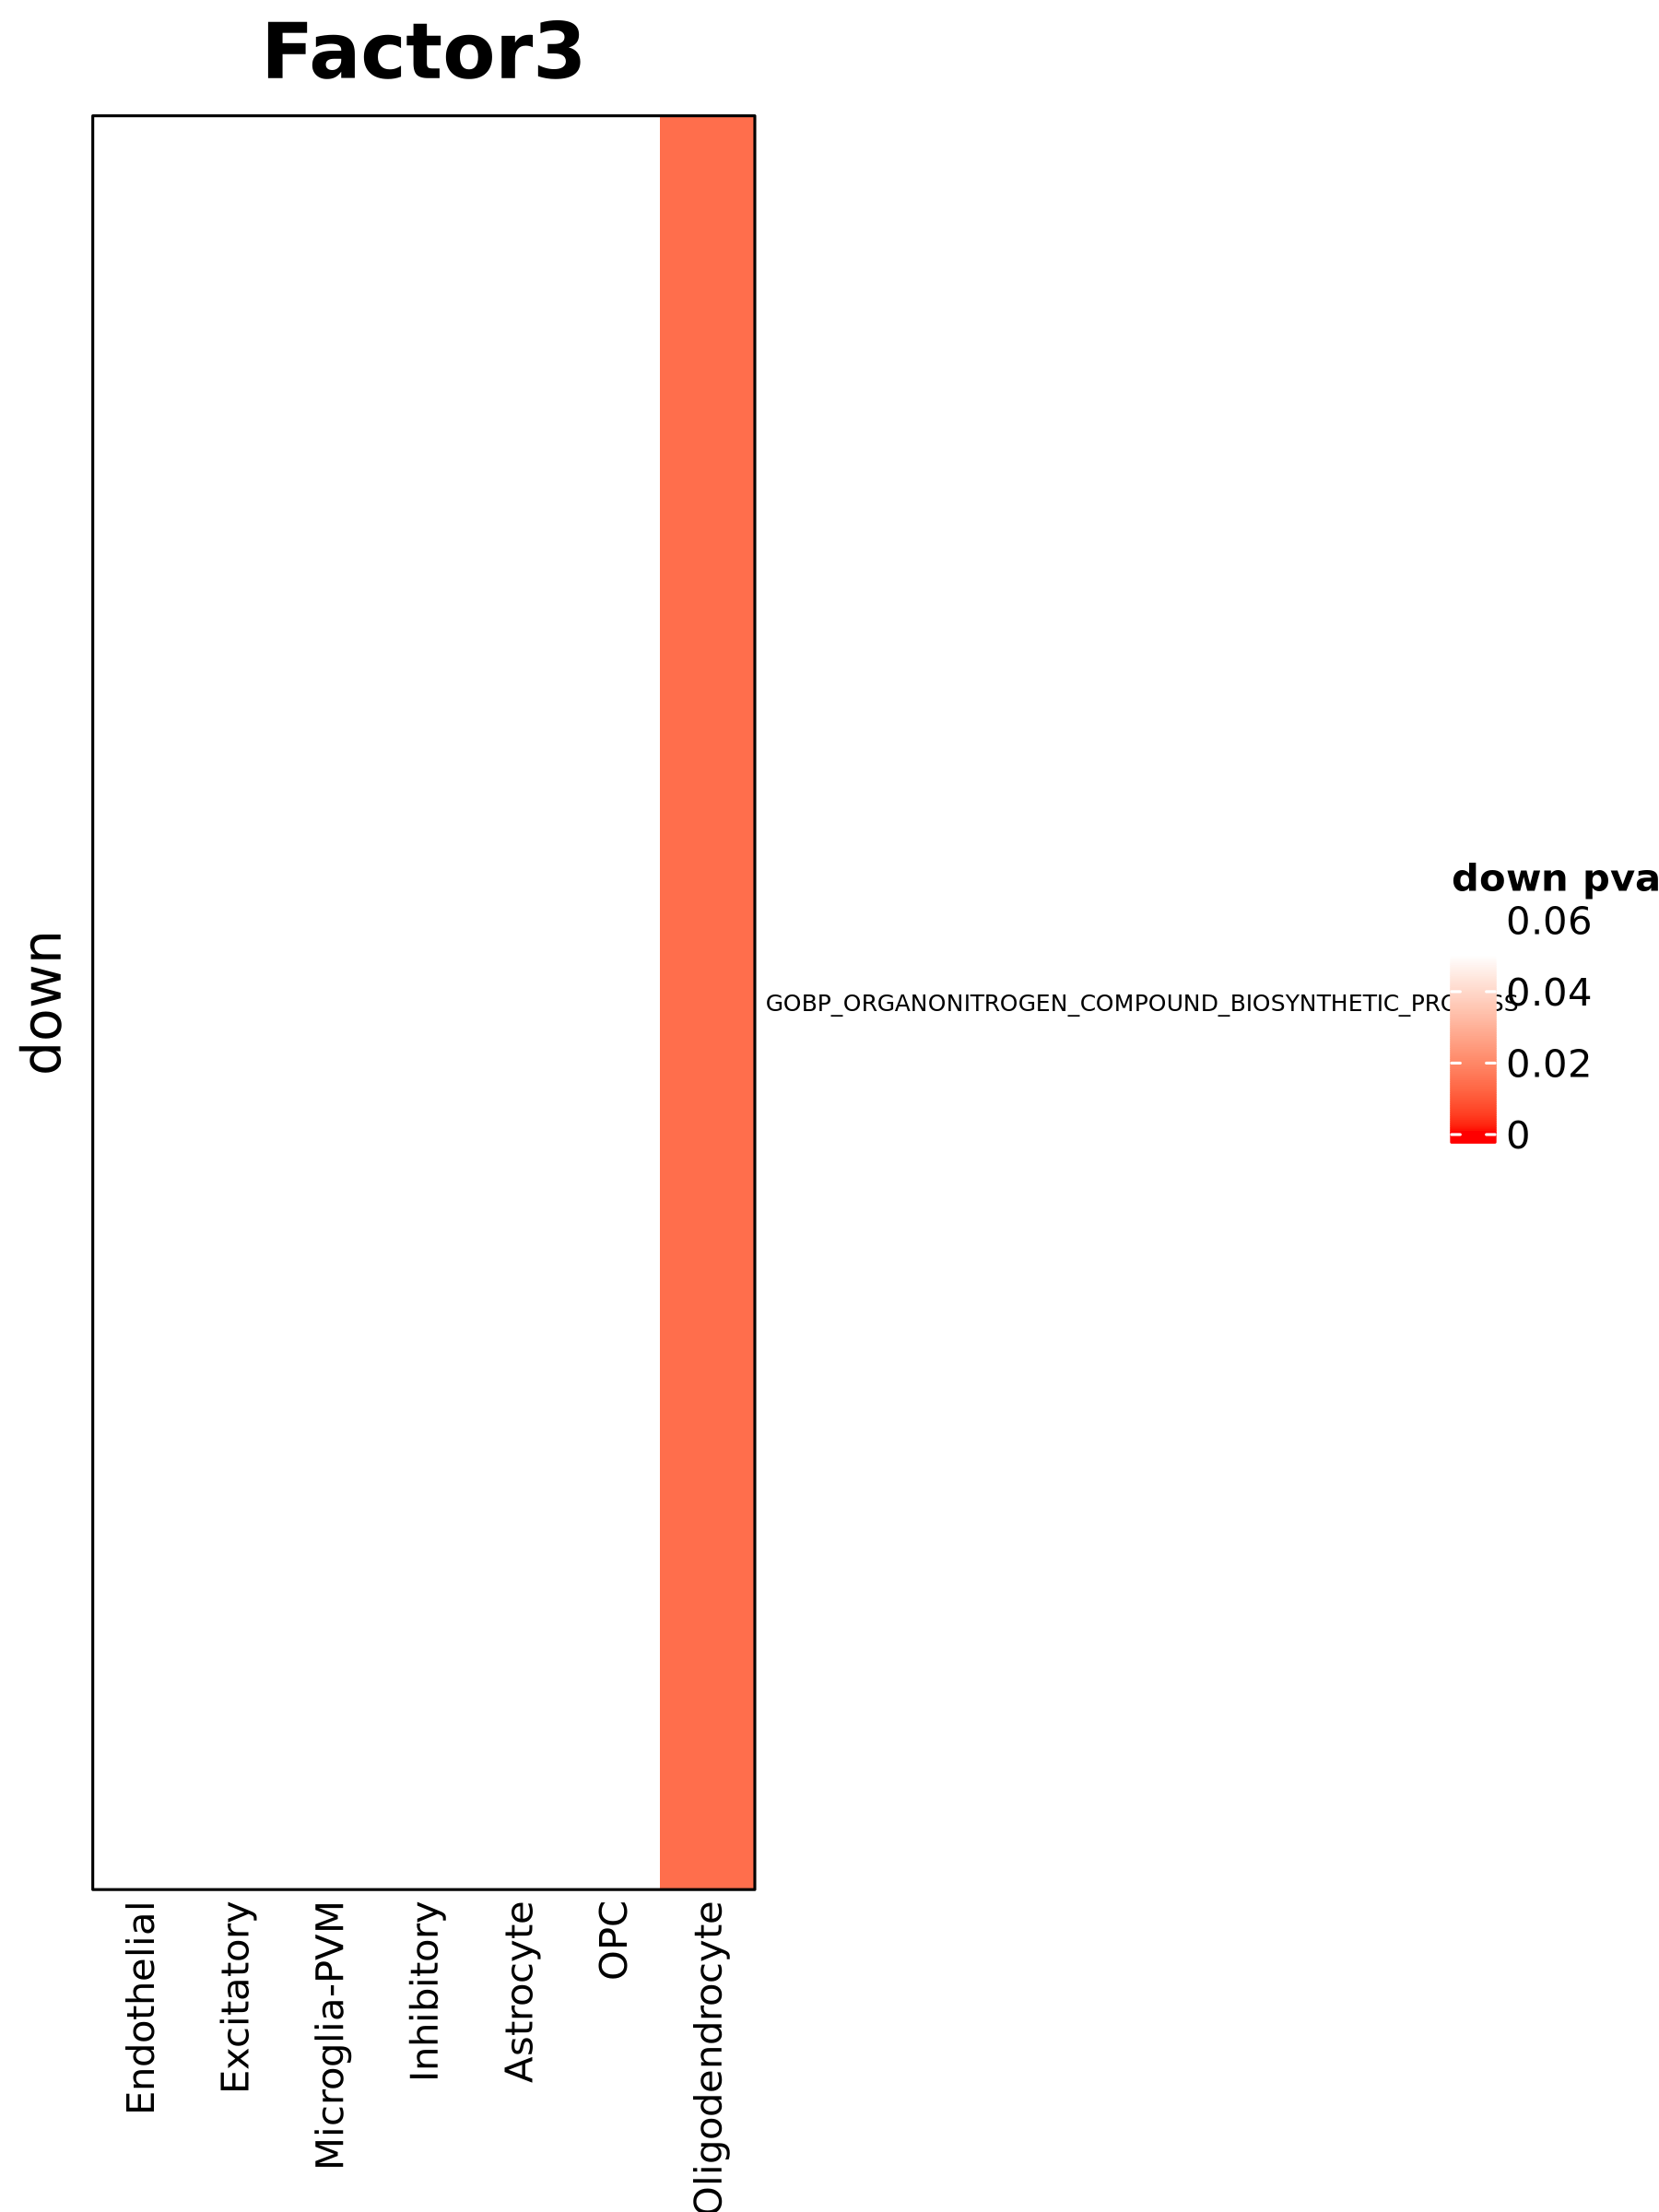 Factor3
down
GOBP_ORGANONITROGEN_COMPOUND_BIOSYNTHETIC_PROCESS
down pva
0.06
0.04
0.02
0
Endothelial
Excitatory
Microglia-PVM
Inhibitory
Astrocyte
OPC
Oligodendrocyte